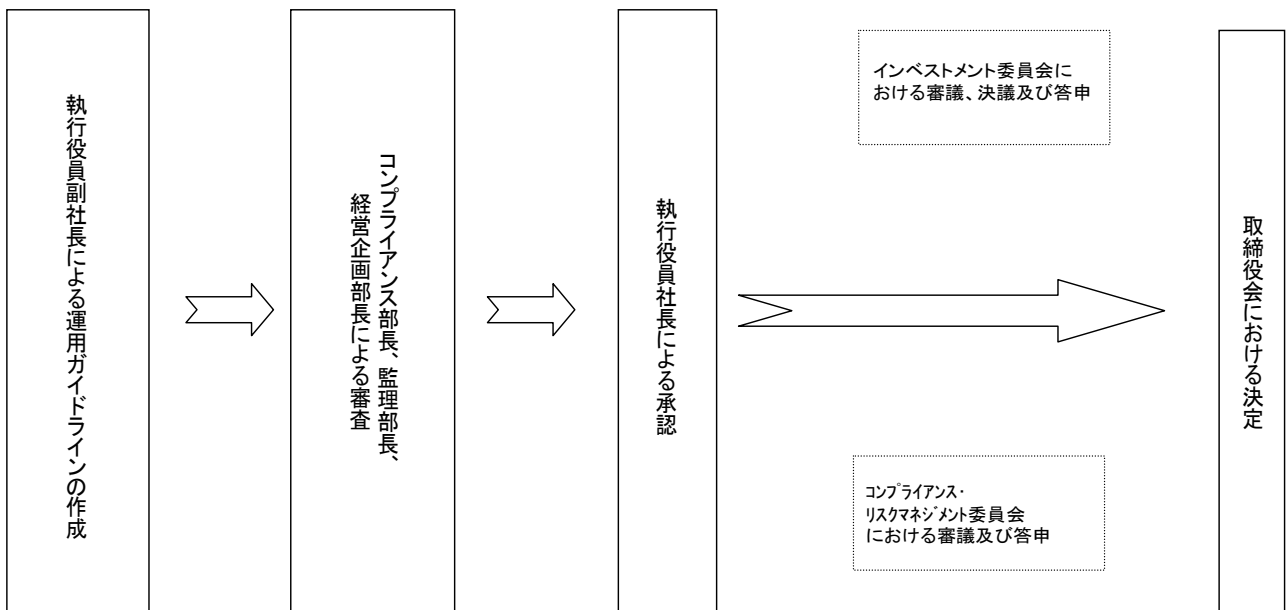 執行役員副社長による運用ガイドラインの作成
コンプライアンス部長、監理部長、
経営企画部長による審査
執行役員社長による承認
インベストメント委員会に
おける審議、決議及び答申
コンプライアンス・
リスクマネジメント委員会
における審議及び答申
取締役会における決定